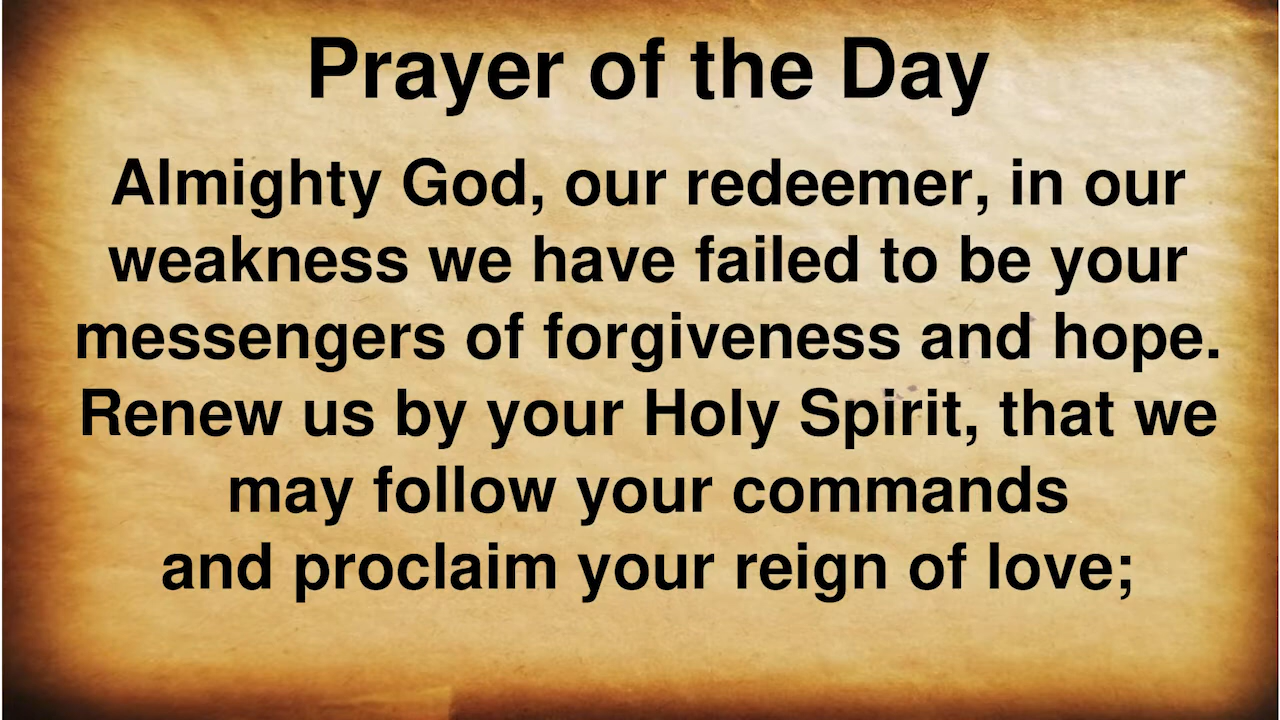 Prayer of the Day
Almighty God, our redeemer, in our
weakness we have failed to be your
messengers of forgiveness and hope.
Renew us by your Holy Spirit, that we
may follow your commands
and proclaim your reign of love;